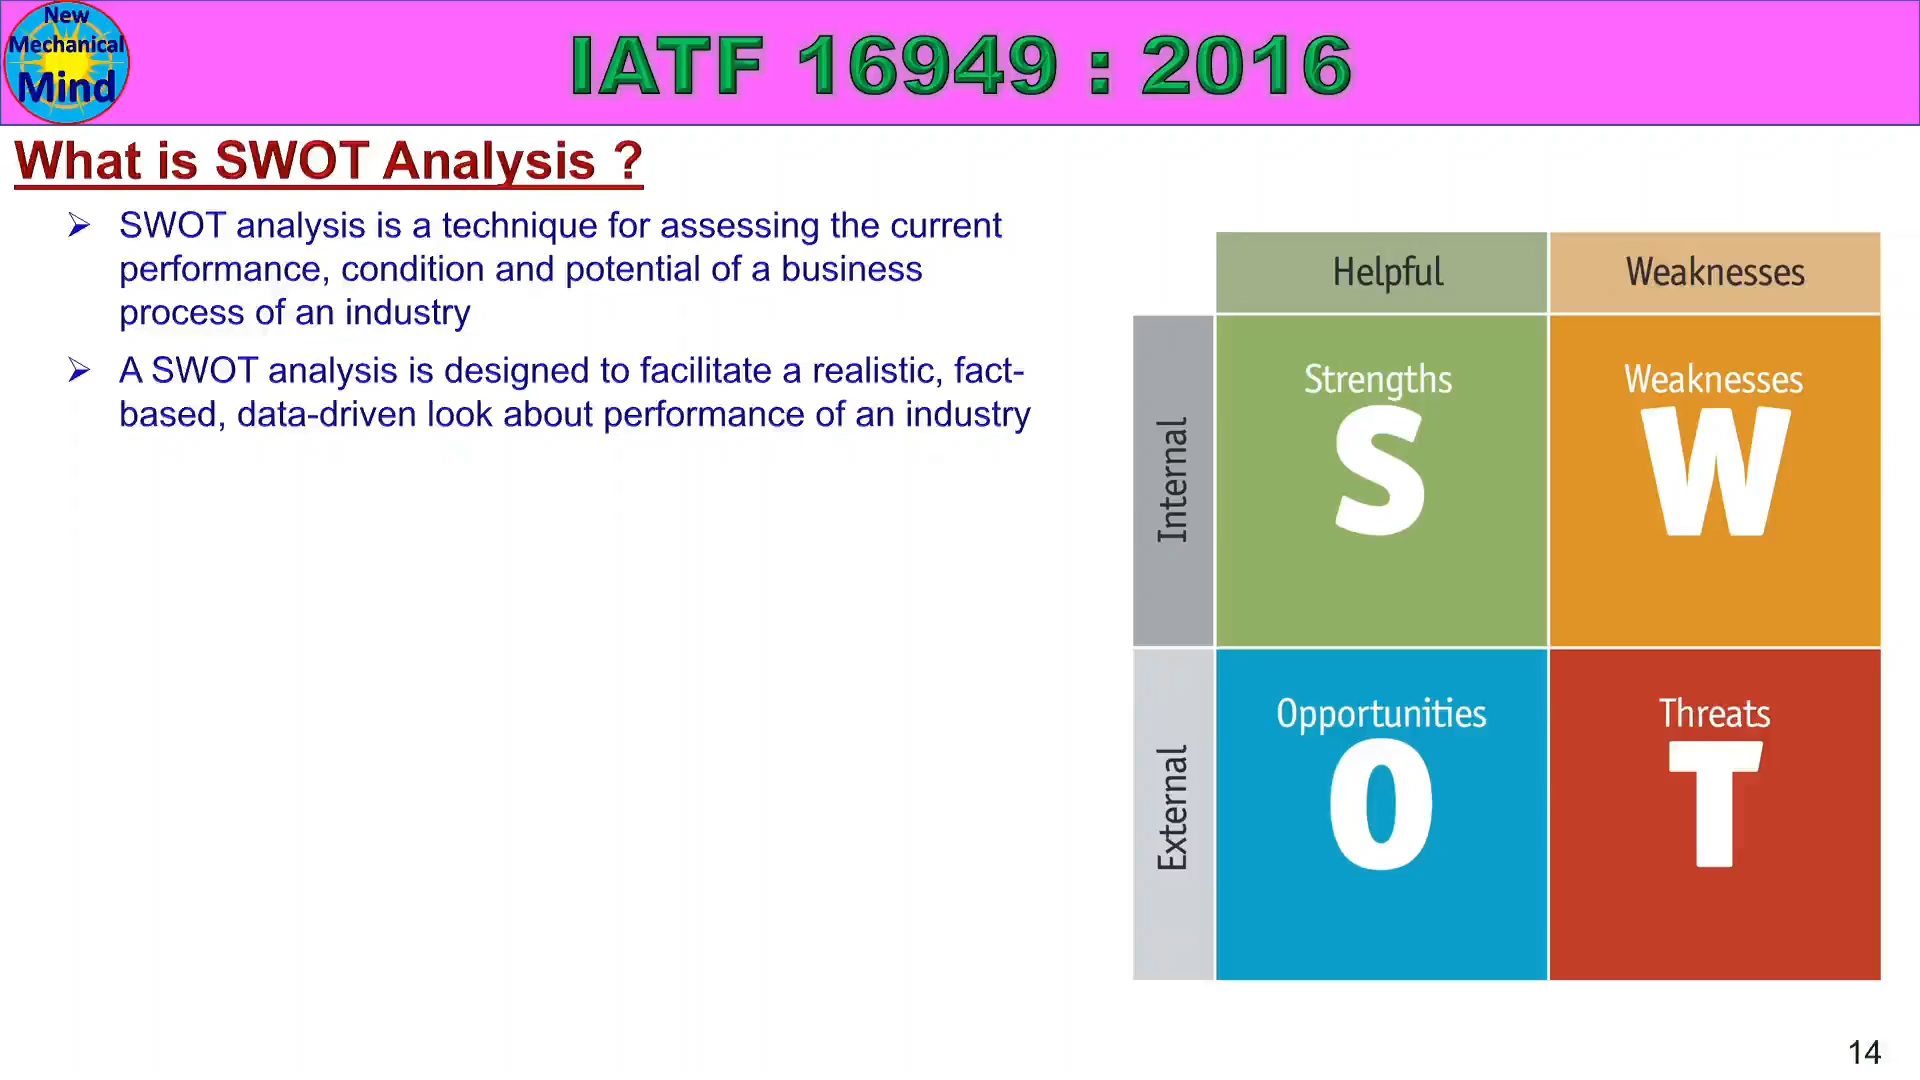 New
Mechanical
Mind
IATF 16949 : 2016
What is SWOT Analysis ?
➢ SWOT analysis is a technique for assessing the current
performance, condition and potential of a business
process of an industry
➢ A SWOT analysis is designed to facilitate a realistic, fact-
based, data-driven look about performance of an industry
Helpful
Weaknesses
Internal
Strengths
S
Weaknesses
W
External
Opportunities
O
Threats
T
14